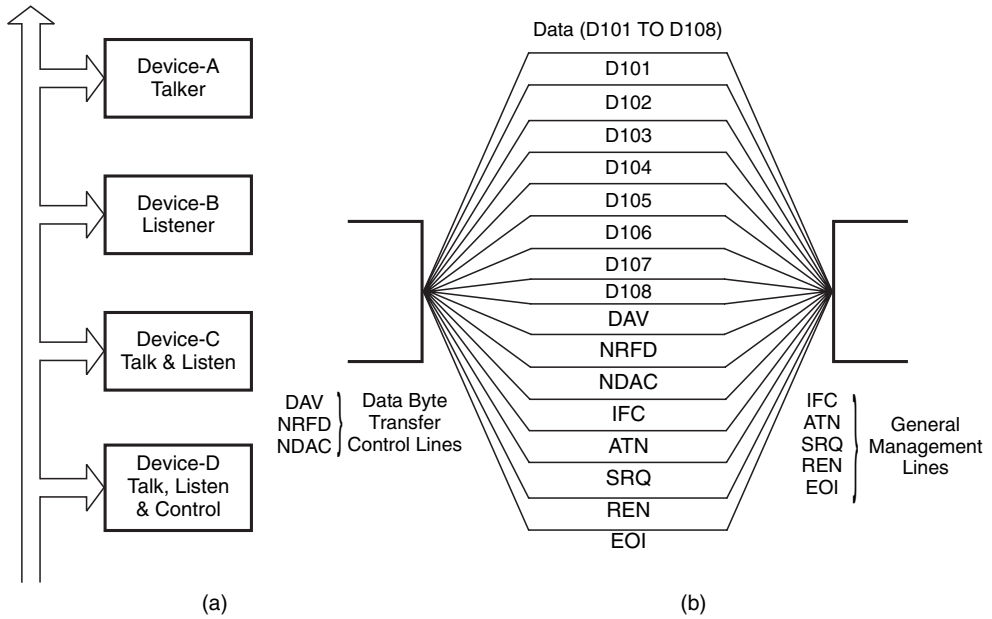 Device-A
Talker
Device-B
Listener
Device-C
Talk & Listen
Device-D
Talk, Listen
& Control
(a)
Data (D101 TO D108)
D101
D102
D103
D104
D105
D106
D107
D108
DAV
NRFD
NDAC
IFC
ATN
SRQ
REN
EOI
DAV
NRFD
NDAC
Data Byte
Transfer
Control Lines
IFC
ATN
SRQ
REN
EOI
General
Management
Lines
(b)